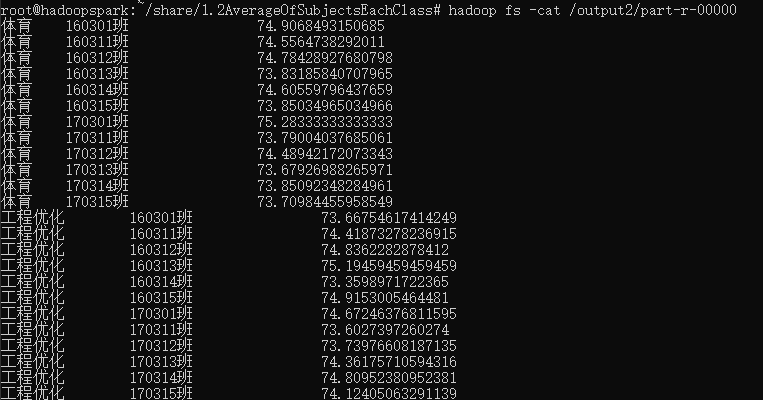 root@hadoopspark:~/share/1.2AverageOfSubjectsEachClass# hadoop fs -cat /output2/part-r-00000
体育 160301班 74.9068493150685
体育 160311班 74.5564738292011
体育 160312班 74.78428927680798
体育 160313班 73.83185840707965
体育 160314班 74.60559796437659
体育 160315班 73.85034965034966
体育 170301班 75.28333333333333
体育 170311班 73.79004037685061
体育 170312班 74.48942172073343
体育 170313班 73.67926988265971
体育 170314班 73.85092348284961
体育 170315班 73.70984455958549
工程优化 160301班 73.66754617414249
工程优化 160311班 74.41873278236915
工程优化 160312班 74.8362282878412
工程优化 160313班 75.19459459459459
工程优化 160314班 73.3598971722365
工程优化 160315班 74.9153005464481
工程优化 170301班 74.67246376811595
工程优化 170311班 73.6027397260274
工程优化 170312班 73.73976608187135
工程优化 170313班 74.36175710594316
工程优化 170314班 74.80952380952381
工程优化 170315班 74.12405063291139